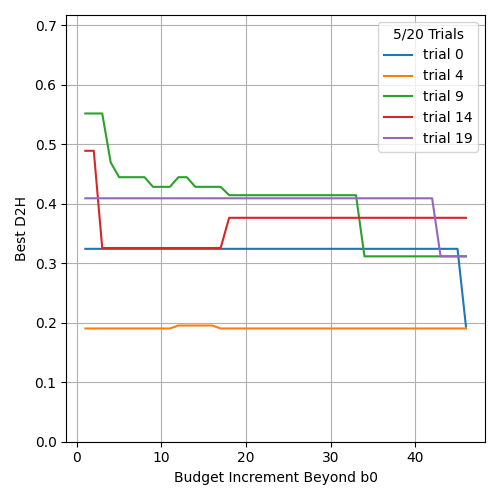 5/20 Trials
trial 0
trial 4
trial 9
trial 14
trial 19
Best D2H
0.7
0.6
0.5
0.4
0.3
0.2
0.1
0.0
0
10
20
30
40
Budget Increment Beyond b0